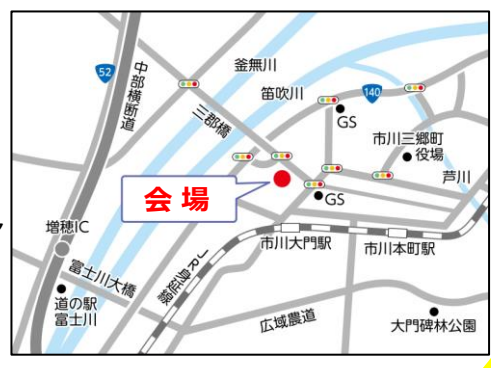 52
中部横断道
釜無川
笛吹川
140
GS
三郡橋
市川三郷町
役場
芦川
会場
GS
増穂IC
市川大門駅
市川本町駅
富士川大橋
JR身延線
道の駅
富士川
広域農道
大門碑林公園